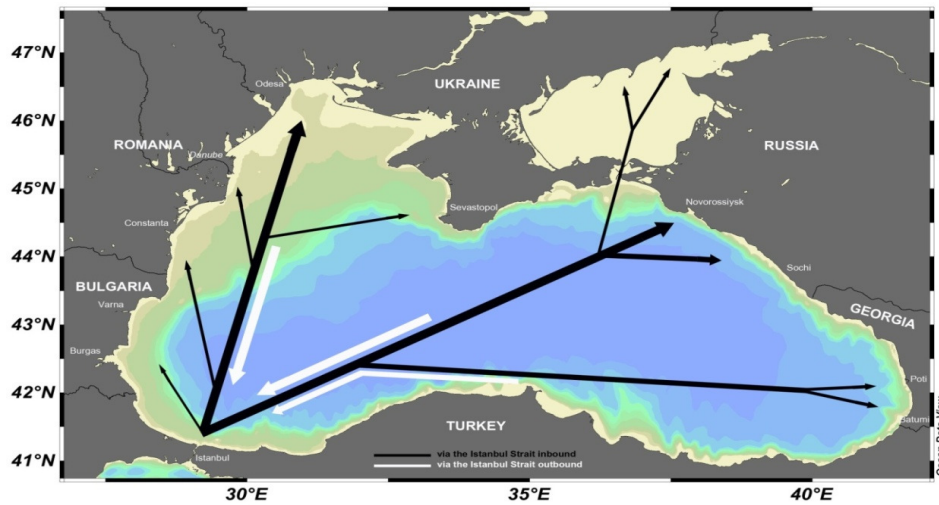 47°N
46°N
45°N
44°N
43°N
42°N
41°N
Odesa
UKRAINE
ROMANIA
Danube
RUSSIA
Constanta
Sevastopol
Novorossiysk
BULGARIA
Sochi
Varna
GEORGIA
Burgas
Poti
Batumi
TURKEY
Istanbul
via the Istanbul Strait inbound
via the Istanbul Strait outbound
30°E
35°E
40°E